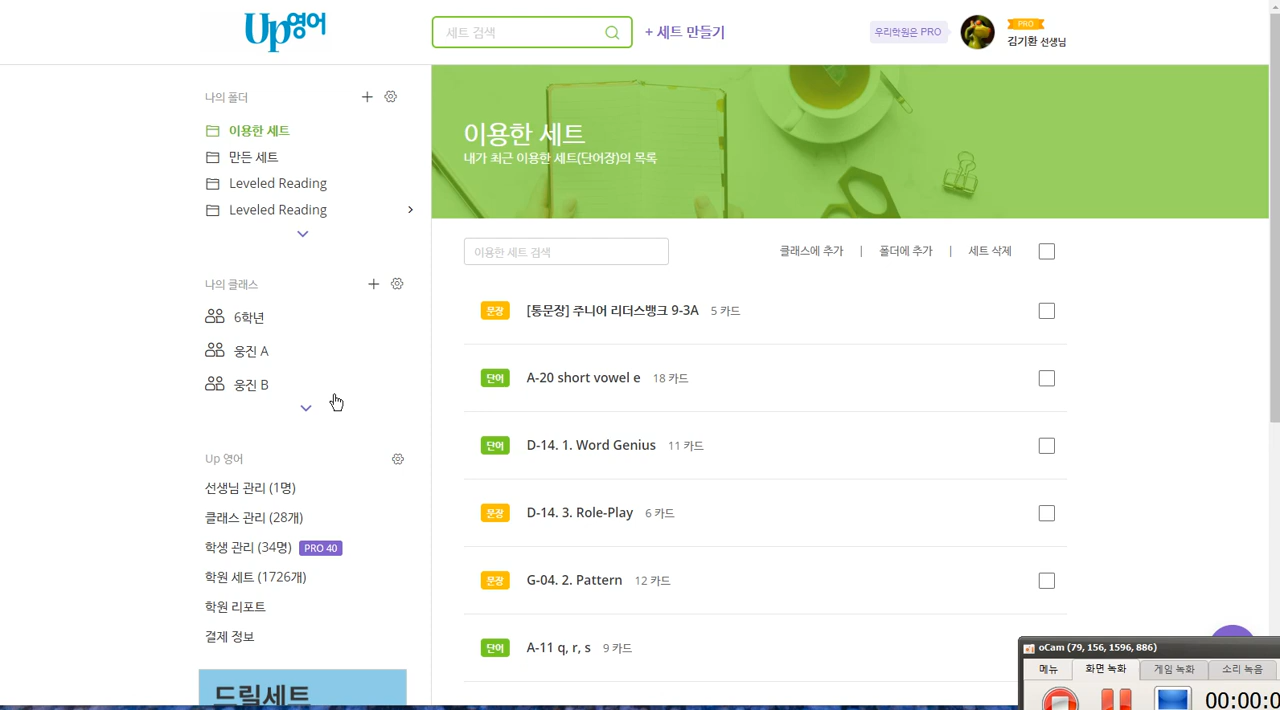 Up영어
세트 검색
+ 세트 만들기
우리학원은 PRO
PRO
김기환 선생님
나의 폴더
이용한 세트
만든 세트
Leveled Reading
Leveled Reading
나의 클래스
6학년
웅진 A
웅진 B
Up 영어
선생님 관리 (1명)
클래스 관리 (28개)
학생 관리 (34명) PRO 40
학원 세트 (1726개)
학원 리포트
결제 정보
드릴세트
이용한 세트
내가 최근 이용한 세트(단어장)의 목록
이용한 세트 검색
클래스에 추가 | 폴더에 추가 | 세트 삭제
문장 [통문장] 주니어 리더스뱅크 9-3A 5 카드
단어 A-20 short vowel e 18 카드
단어 D-14. 1. Word Genius 11 카드
문장 D-14. 3. Role-Play 6 카드
문장 G-04. 2. Pattern 12 카드
단어 A-11 q, r, s 9 카드
oCam (79, 156, 1596, 886)
메뉴 화면 녹화 게임 녹화 소리 녹음
00:00:0